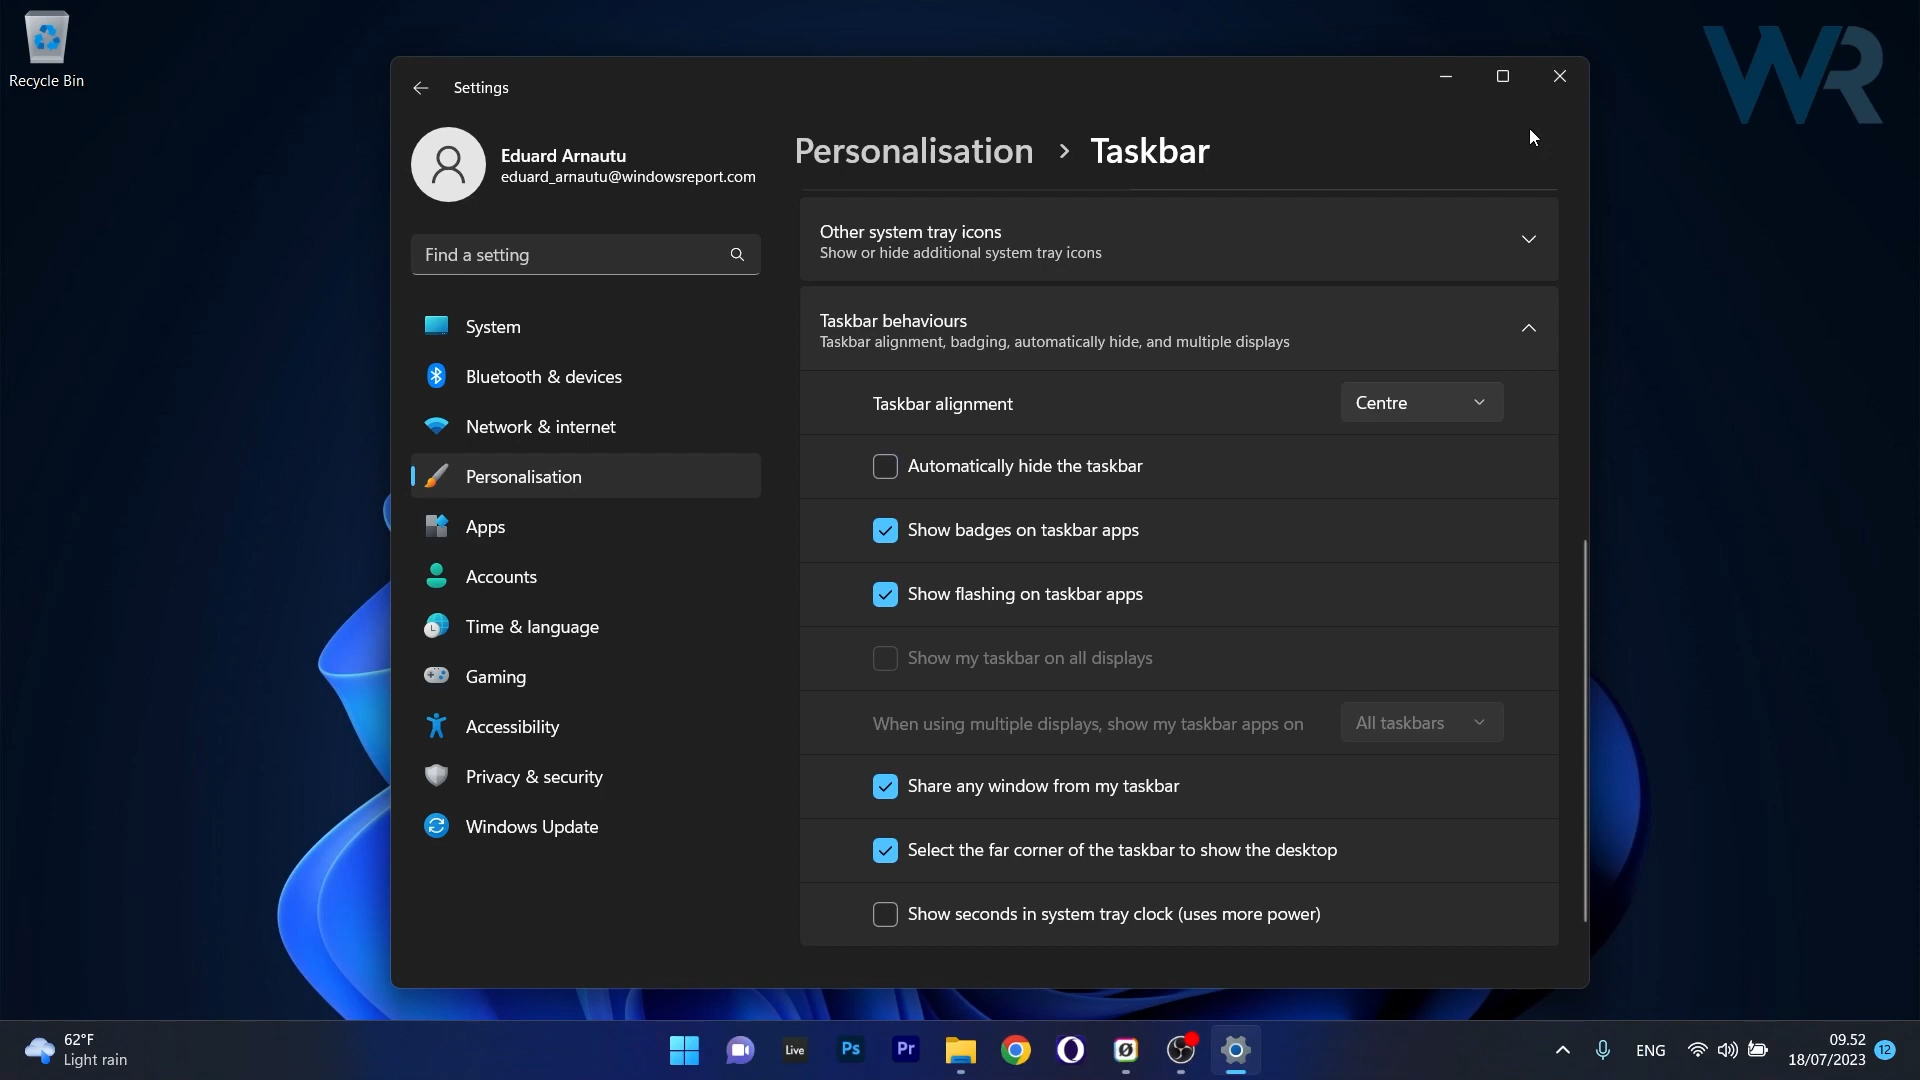 Recycle Bin
WR
Settings
Eduard Arnautu
eduard_arnautu@windowsreport.com
Find a setting
System
Bluetooth & devices
Network & internet
Personalisation
Apps
Accounts
Time & language
Gaming
Accessibility
Privacy & security
Windows Update
Personalisation > Taskbar
Other system tray icons
Show or hide additional system tray icons
Taskbar behaviours
Taskbar alignment, badging, automatically hide, and multiple displays
Taskbar alignment Centre
Automatically hide the taskbar
Show badges on taskbar apps
Show flashing on taskbar apps
Show my taskbar on all displays
When using multiple displays, show my taskbar apps on All taskbars
Share any window from my taskbar
Select the far corner of the taskbar to show the desktop
Show seconds in system tray clock (uses more power)
62°F
Light rain
Live Ps Pr
ENG
09.52
18/07/2023 12